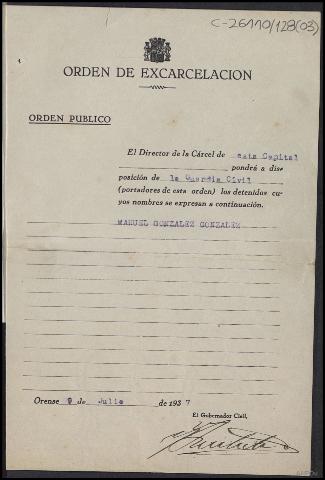 C-26110/128(03)
ORDEN DE EXCARCELACION
ORDEN PUBLICO
El Director de la Cárcel de esta Capital
pondrá a dis-
posición de la Guardia Civil
(portadores de esta orden) los detenidos cu-
yos nombres se expresan a continuación.
MANUEL GONZALEZ GONZALEZ
Orense 9 de Julio de 1937
El Gobernador Civil,